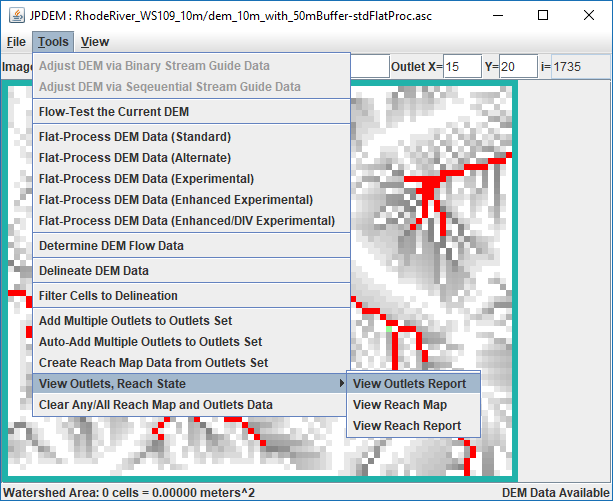 JPDEM : RhodeRiver_WS109_10m/dem_10m_with_50mBuffer-stdFlatProc.asc
File Tools View
Image Outlet X= 15 Y= 20 i= 1735
Adjust DEM via Binary Stream Guide Data
Adjust DEM via Seqeuential Stream Guide Data
Flow-Test the Current DEM
Flat-Process DEM Data (Standard)
Flat-Process DEM Data (Alternate)
Flat-Process DEM Data (Experimental)
Flat-Process DEM Data (Enhanced Experimental)
Flat-Process DEM Data (Enhanced/DIV Experimental)
Determine DEM Flow Data
Delineate DEM Data
Filter Cells to Delineation
Add Multiple Outlets to Outlets Set
Auto-Add Multiple Outlets to Outlets Set
Create Reach Map Data from Outlets Set
View Outlets, Reach State
Clear Any/All Reach Map and Outlets Data
View Outlets Report
View Reach Map
View Reach Report
Watershed Area: 0 cells = 0.00000 meters^2 DEM Data Available